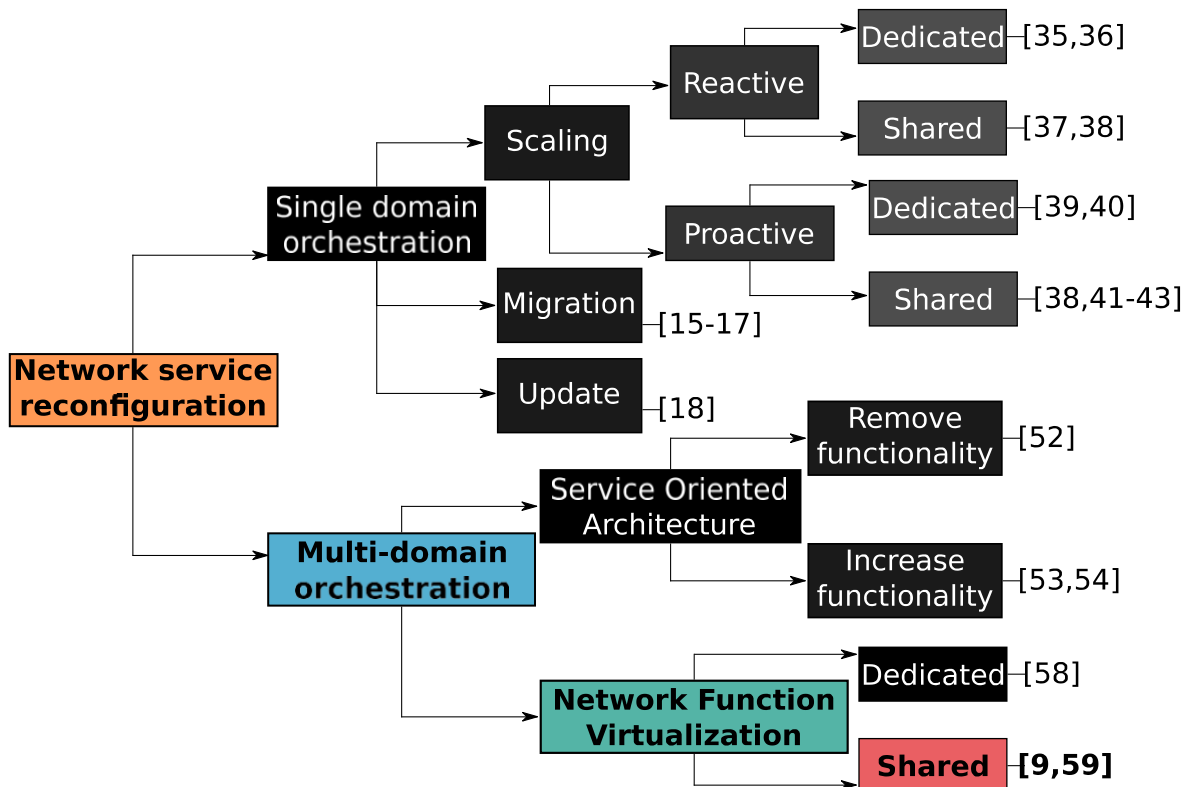 Dedicated [35,36]
Reactive
Shared [37,38]
Scaling
Dedicated [39,40]
Single domain
orchestration
Proactive
Shared [38,41-43]
Migration
[15-17]
Network service
reconfiguration
Update
[18]
Remove
functionality
[52]
Service Oriented
Architecture
Multi-domain
orchestration
Increase
functionality
[53,54]
Dedicated [58]
Network Function
Virtualization
Shared [9,59]